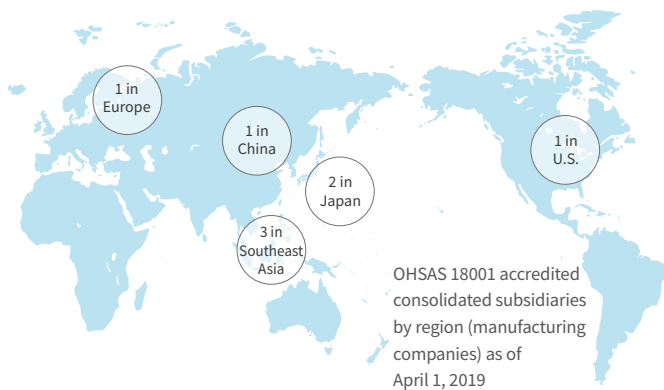 1 in
Europe
1 in
China
1 in
U.S.
2 in
Japan
3 in
Southeast
Asia
OHSAS 18001 accredited
consolidated subsidiaries
by region (manufacturing
companies) as of
April 1, 2019